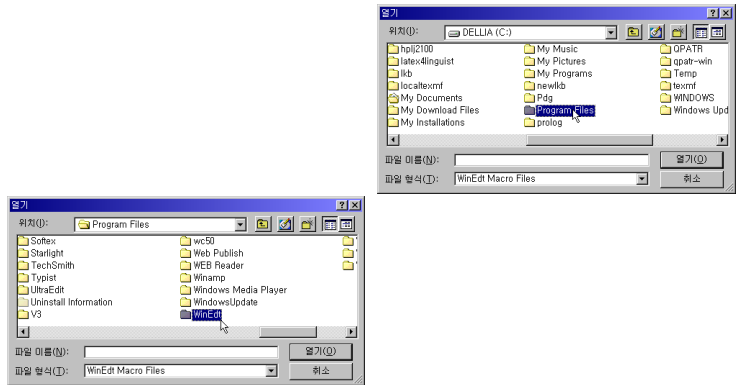 열기
위치(I): DELLIA (C:)
hplj2100 My Music QPATR
latex4linguist My Pictures qpatr-win
lkb My Programs Temp
localtexmf newlkb texmf
My Documents Pdg WINDOWS
My Download Files Program Files Windows Upd
My Installations prolog
파일 이름(N): 열기(O)
파일 형식(T): WinEdt Macro Files 취소
열기
위치(I): Program Files
Softex wc50
Starlight Web Publish
TechSmith WEB Reader
Typist Winamp
UltraEdit Windows Media Player
Uninstall Information WindowsUpdate
V3 WinEdt
파일 이름(N): 열기(O)
파일 형식(T): WinEdt Macro Files 취소